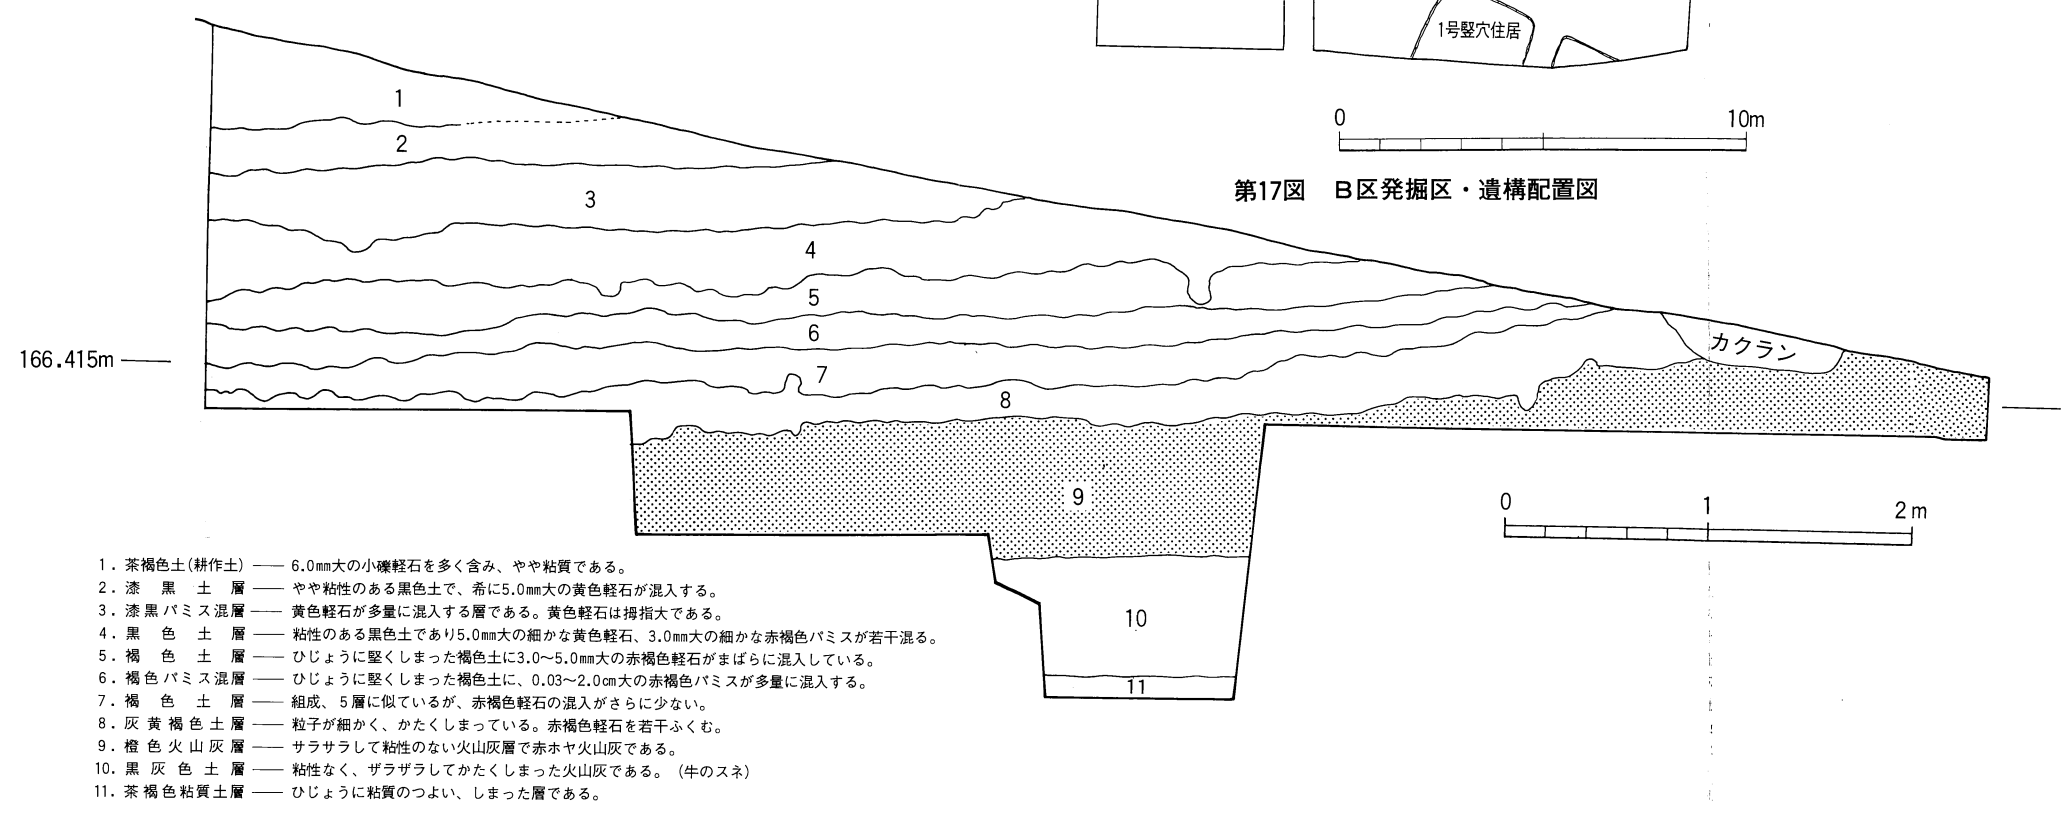 1号竪穴住居
0 10m
第17図 B区発掘区・遺構配置図
1
2
3
4
5
6
7
8
9
10
11
カクラン
166.415m
0 1 2m
1. 茶褐色土(耕作土) —— 6.0㎜大の小礫軽石を多く含み、やや粘質である。
2. 漆黒土層 —— やや粘性のある黒色土で、希に5.0㎜大の黄色軽石が混入する。
3. 漆黒パミス混層 —— 黄色軽石が多量に混入する層である。黄色軽石は拇指大である。
4. 黒色土層 —— 粘性のある黒色土であり5.0㎜大の細かな黄色軽石、3.0㎜大の細かな赤褐色パミスが若干混る。
5. 褐色土層 —— ひじょうに堅くしまった褐色土に3.0〜5.0㎜大の赤褐色軽石がまばらに混入している。
6. 褐色パミス混層 —— ひじょうに堅くしまった褐色土に、0.03〜2.0㎝大の赤褐色パミスが多量に混入する。
7. 褐色土層 —— 組成、5層に似ているが、赤褐色軽石の混入がさらに少ない。
8. 灰黄褐色土層 —— 粒子が細かく、かたくしまっている。赤褐色軽石を若干ふくむ。
9. 橙色火山灰層 —— サラサラして粘性のない火山灰層で赤ホヤ火山灰である。
10. 黒灰色土層 —— 粘性なく、ザラザラしてかたくしまった火山灰である。(牛のスネ)
11. 茶褐色粘質土層 —— ひじょうに粘質のつよい、しまった層である。